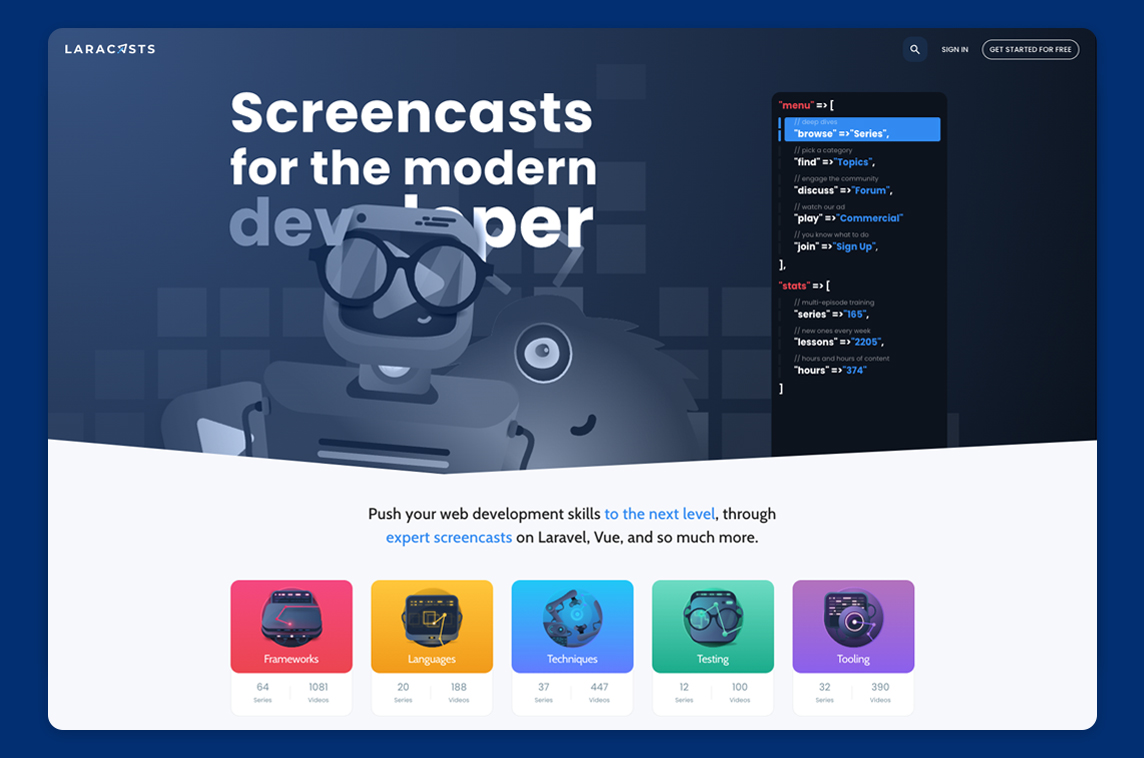 LARACASTS
SIGN IN
GET STARTED FOR FREE
Screencasts
for the modern
developer
"menu" => [
// deep dives
"browse" =>"Series",
// pick a category
"find" =>"Topics",
// engage the community
"discuss" =>"Forum",
// watch our ad
"play" =>"Commercial"
// you know what to do
"join" =>"Sign Up",
],
"stats" => [
// multi-episode training
"series" =>"165",
// new ones every week
"lessons" =>"2205",
// hours and hours of content
"hours" =>"374"
]
Push your web development skills to the next level, through
expert screencasts on Laravel, Vue, and so much more.
Frameworks
64 1081
Series Videos
Languages
20 188
Series Videos
Techniques
37 447
Series Videos
Testing
12 100
Series Videos
Tooling
32 390
Series Videos